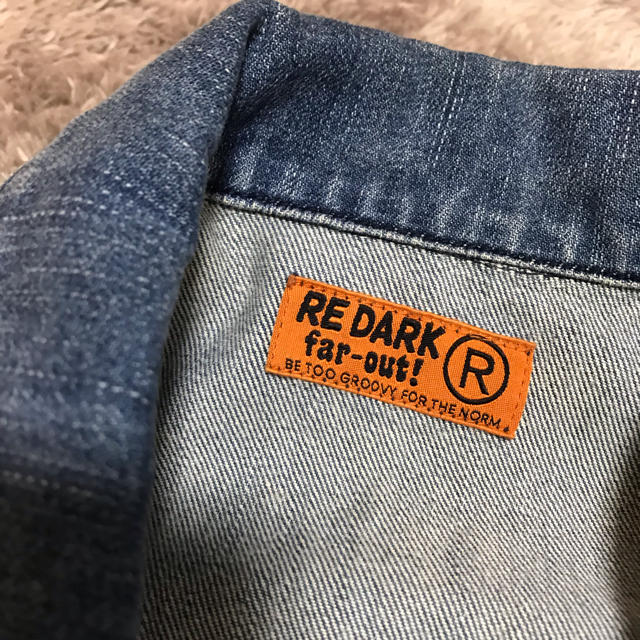 RE DARK
far-out!
BE TOO GROOVY FOR THE NORM
R